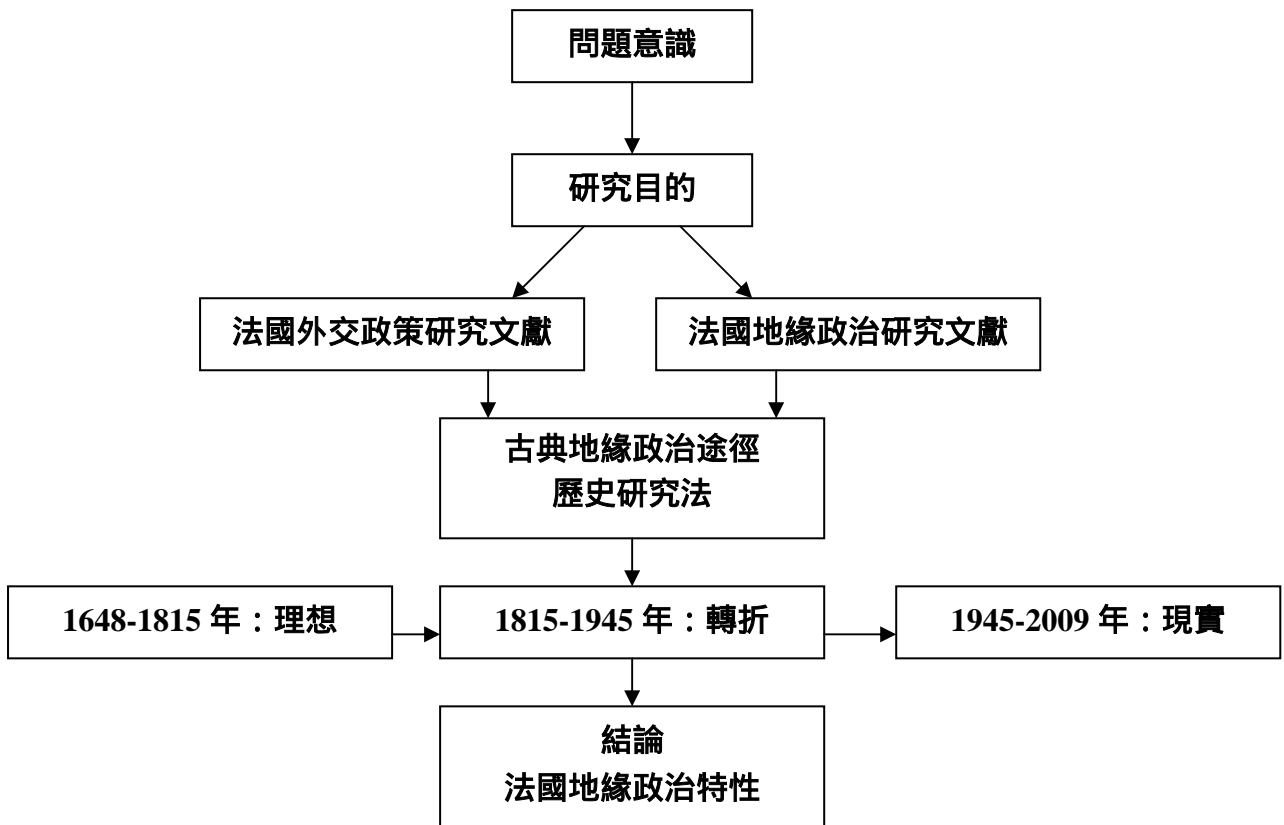 問題意識
研究目的
法國外交政策研究文獻
法國地緣政治研究文獻
古典地緣政治途徑
歷史研究法
1648-1815 年：理想
1815-1945 年：轉折
1945-2009 年：現實
結論
法國地緣政治特性